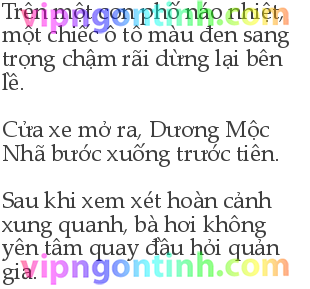 Trên một con phố náo nhiệt,
vipngontinh.com
một chiếc ô tô màu đen sang
trọng chậm rãi dừng lại bên
lề.
Cửa xe mở ra, Dương Mộc
Nhã bước xuống trước tiên.
Sau khi xem xét hoàn cảnh
xung quanh, bà hơi không
yên tâm quay đầu hỏi quản
gia.
vipngontinh.com